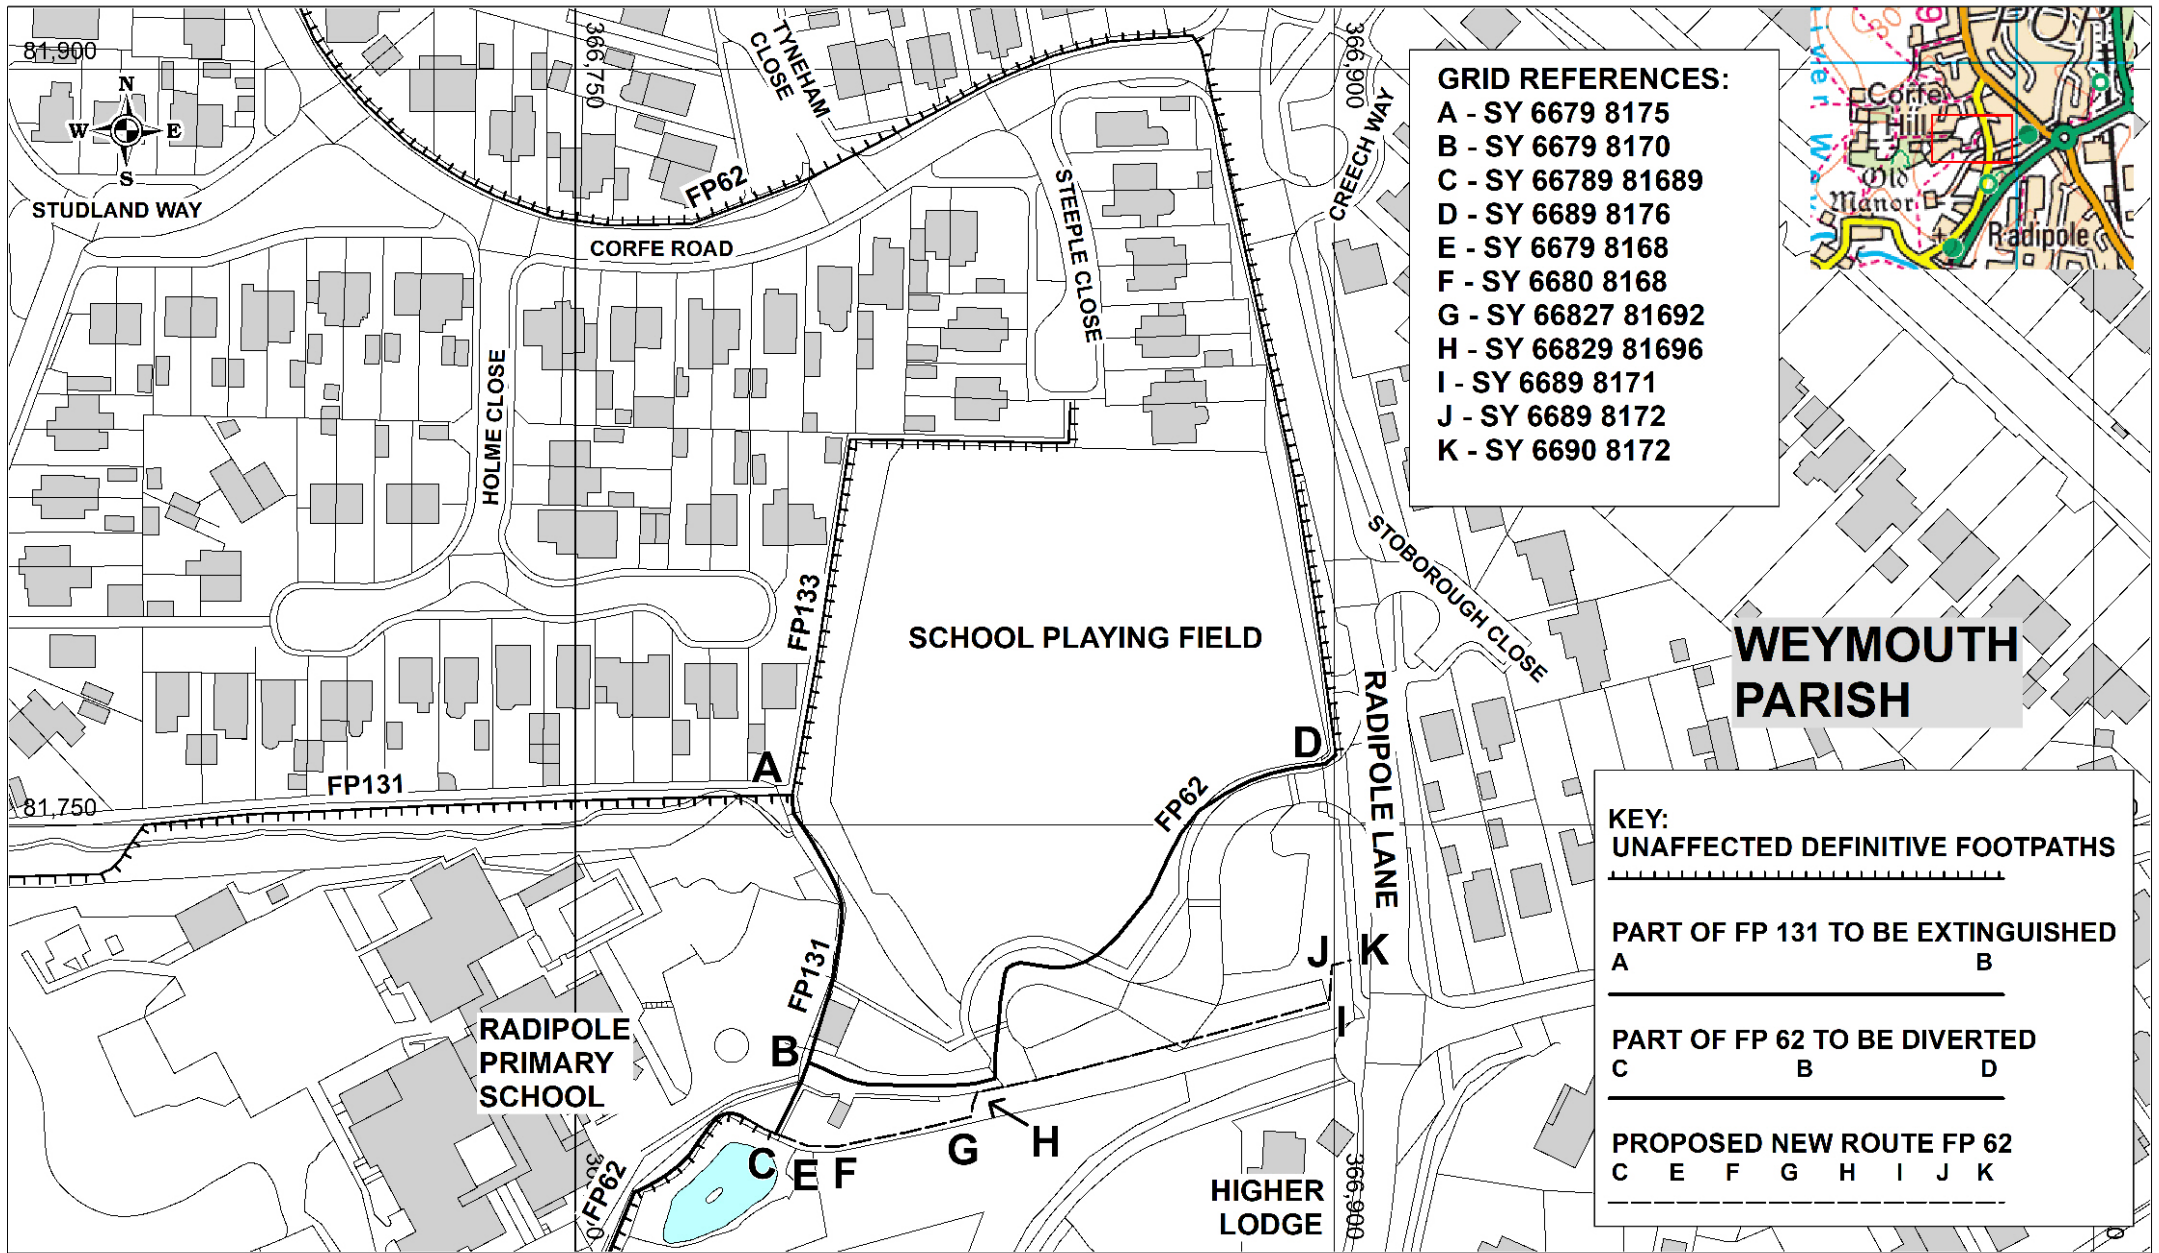 81,900
N
W E
S
STUDLAND WAY
366,750
TYNEHAM
CLOSE
FP62
CORFE ROAD
STEEPLE CLOSE
CREECH WAY
366,900
HOLME CLOSE
GRID REFERENCES:
A - SY 6679 8175
B - SY 6679 8170
C - SY 66789 81689
D - SY 6689 8176
E - SY 6679 8168
F - SY 6680 8168
G - SY 66827 81692
H - SY 66829 81696
I - SY 6689 8171
J - SY 6689 8172
K - SY 6690 8172
Corfe
Hill
Old
Manor
Radipole
STOBOROUGH CLOSE
FP133
SCHOOL PLAYING FIELD
WEYMOUTH
PARISH
RADIPOLE LANE
A
D
FP131
81,750
FP62
FP131
J K
I
B
RADIPOLE
PRIMARY
SCHOOL
C E F
G
H
FP62
HIGHER
LODGE
366,900
KEY:
UNAFFECTED DEFINITIVE FOOTPATHS
PART OF FP 131 TO BE EXTINGUISHED
A B
PART OF FP 62 TO BE DIVERTED
C B D
PROPOSED NEW ROUTE FP 62
C E F G H I J K